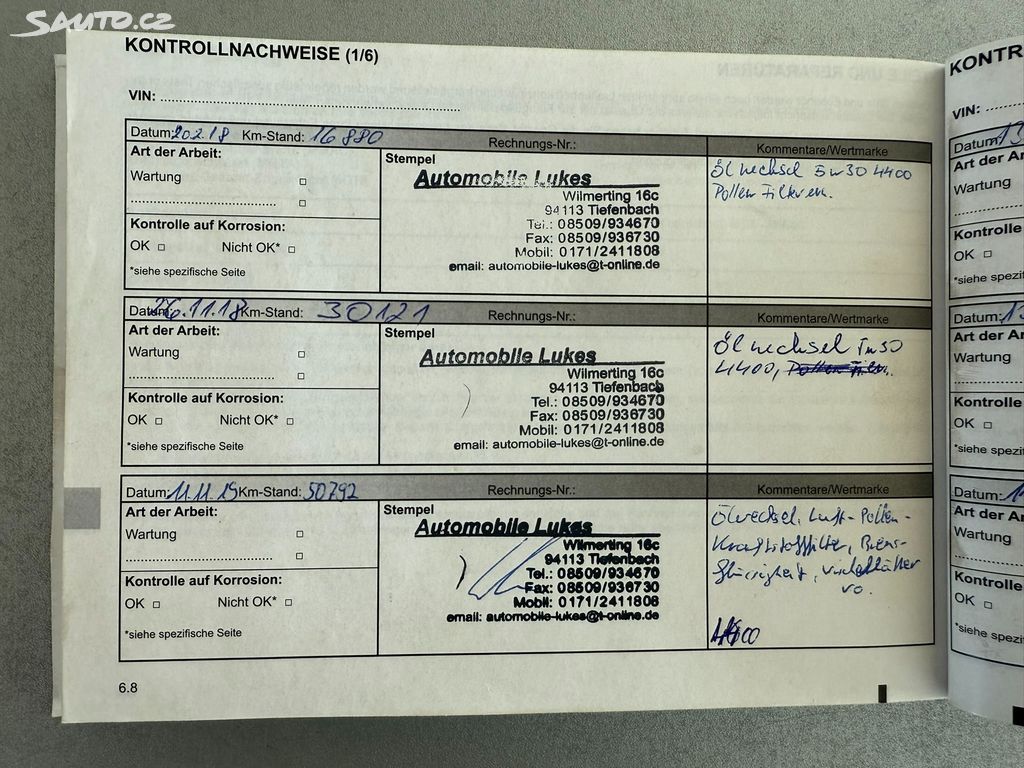 SAUTO.CZ
KONTROLLNACHWEISE (1/6)
VIN:
Datum: 20.2.18 Km-Stand: 16880 Rechnungs-Nr.: Kommentare/Wertmarke
Art der Arbeit:
Wartung
Kontrolle auf Korrosion:
OK Nicht OK*
*siehe spezifische Seite
Stempel
Automobile Lukes
Wilmerting 16c
94113 Tiefenbach
Tel.: 08509/934670
Fax: 08509/936730
Mobil: 0171/2411808
email: automobile-lukes@t-online.de
Ölwechsel 5w30 4400
Pollen Filter
Datum: 26.11.18 Km-Stand: 30121 Rechnungs-Nr.: Kommentare/Wertmarke
Art der Arbeit:
Wartung
Kontrolle auf Korrosion:
OK Nicht OK*
*siehe spezifische Seite
Stempel
Automobile Lukes
Wilmerting 16c
94113 Tiefenbach
Tel.: 08509/934670
Fax: 08509/936730
Mobil: 0171/2411808
email: automobile-lukes@t-online.de
Ölwechsel 5w30
4400,
Datum: 11.11.19 Km-Stand: 50792 Rechnungs-Nr.: Kommentare/Wertmarke
Art der Arbeit:
Wartung
Kontrolle auf Korrosion:
OK Nicht OK*
*siehe spezifische Seite
Stempel
Automobile Lukes
Wilmerting 16c
94113 Tiefenbach
Tel.: 08509/934670
Fax: 08509/936730
Mobil: 0171/2411808
email: automobile-lukes@t-online.de
Ölwechsel, Luft-Pollen-
Kraftstofffilter, Brems-
flüssigkeit,
vo.
6.8
KONTR
VIN:
Datum:
Art der Ar
Wartung
Kontrolle
OK
*siehe spezifi
Datum:
Art der Ar
Wartung
Kontrolle
OK
*siehe spezifi
Datum:
Art der Ar
Wartung
Kontrolle
OK
*siehe spezifi